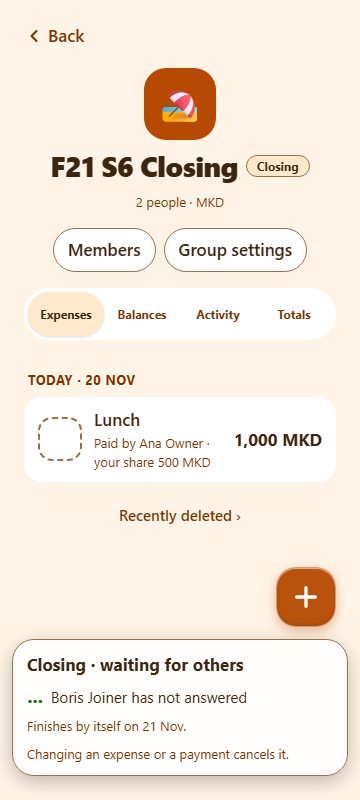 Back
F21 S6 Closing Closing
2 people · MKD
Members Group settings
Expenses Balances Activity Totals
TODAY · 20 NOV
Lunch
Paid by Ana Owner ·
your share 500 MKD
1,000 MKD
Recently deleted ›
+
Closing · waiting for others
... Boris Joiner has not answered
Finishes by itself on 21 Nov.
Changing an expense or a payment cancels it.